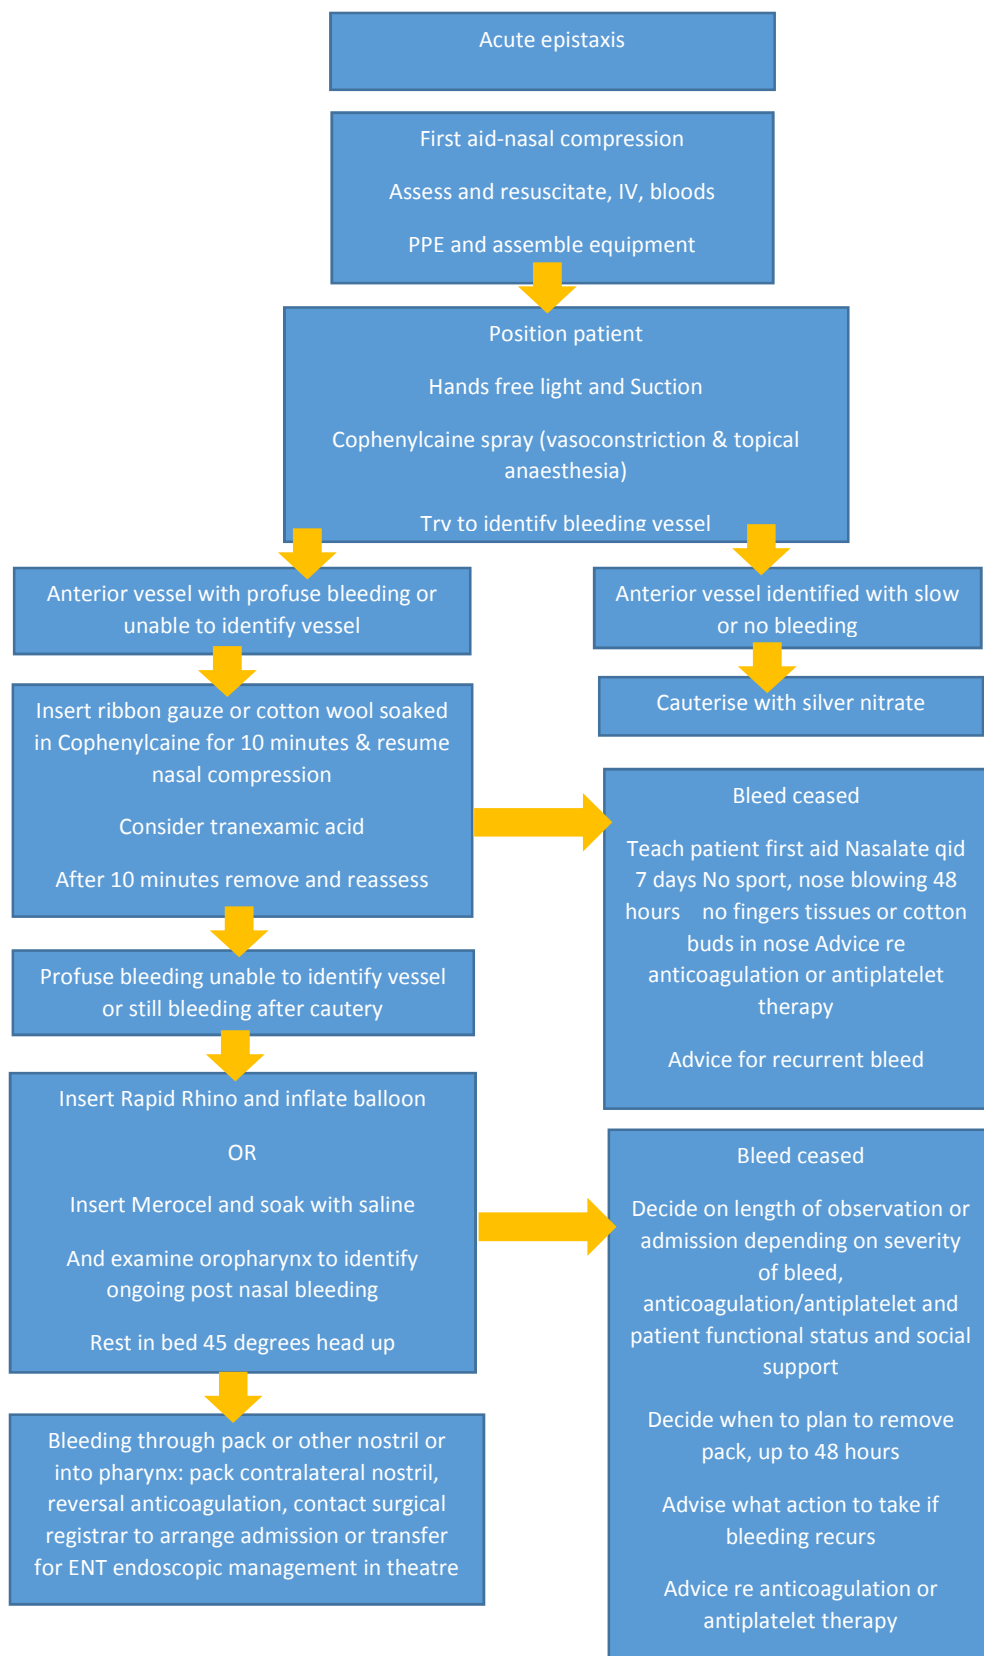 Acute epistaxis
First aid-nasal compression
Assess and resuscitate, IV, bloods
PPE and assemble equipment
Position patient
Hands free light and Suction
Cophenylcaine spray (vasoconstriction & topical
anaesthesia)
Try to identify bleeding vessel
Anterior vessel with profuse bleeding or
unable to identify vessel
Anterior vessel identified with slow
or no bleeding
Insert ribbon gauze or cotton wool soaked
in Cophenylcaine for 10 minutes & resume
nasal compression
Consider tranexamic acid
After 10 minutes remove and reassess
Cauterise with silver nitrate
Bleed ceased
Teach patient first aid Nasalate qid
7 days No sport, nose blowing 48
hours no fingers tissues or cotton
buds in nose Advice re
anticoagulation or antiplatelet
therapy
Advice for recurrent bleed
Profuse bleeding unable to identify vessel
or still bleeding after cautery
Insert Rapid Rhino and inflate balloon
OR
Insert Merocel and soak with saline
And examine oropharynx to identify
ongoing post nasal bleeding
Rest in bed 45 degrees head up
Bleed ceased
Decide on length of observation or
admission depending on severity
of bleed,
anticoagulation/antiplatelet and
patient functional status and social
support
Decide when to plan to remove
pack, up to 48 hours
Advise what action to take if
bleeding recurs
Advice re anticoagulation or
antiplatelet therapy
Bleeding through pack or other nostril or
into pharynx: pack contralateral nostril,
reversal anticoagulation, contact surgical
registrar to arrange admission or transfer
for ENT endoscopic management in theatre